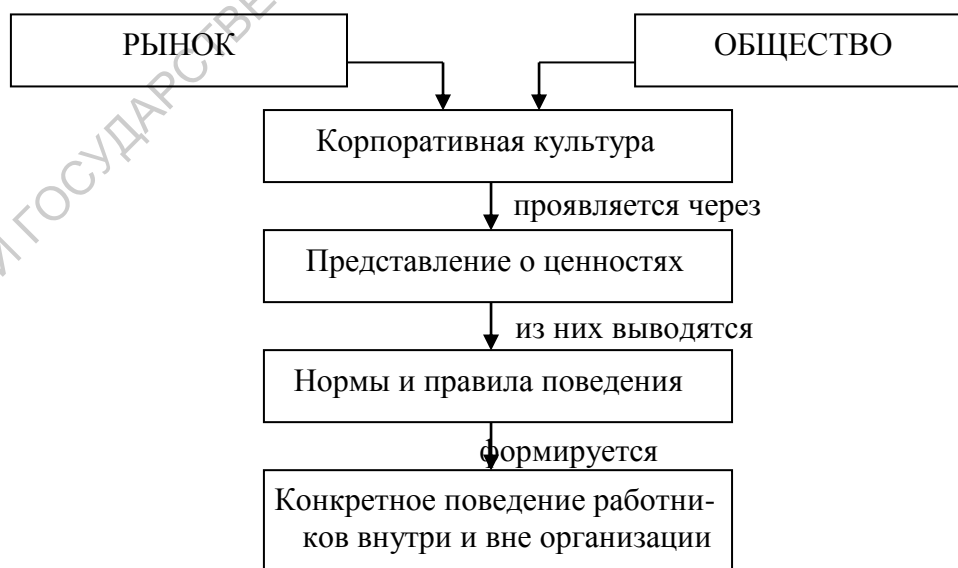 РЫНОК
ОБЩЕСТВО
Корпоративная культура
проявляется через
Представление о ценностях
из них выводятся
Нормы и правила поведения
формируется
Конкретное поведение работни-
ков внутри и вне организации